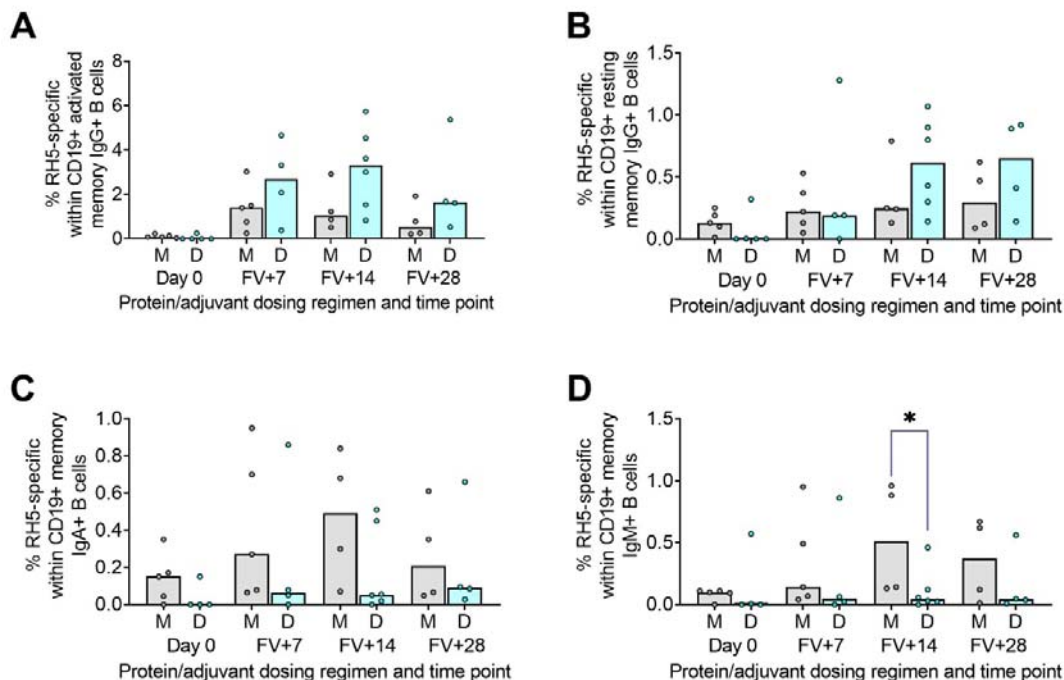 A
% RH5-specific
within CD19+ activated
memory IgG+ B cells
8
6
4
2
0
M D M D M D M D
Day 0 FV+7 FV+14 FV+28
Protein/adjuvant dosing regimen and time point
B
% RH5-specific
within CD19+ resting
memory IgG+ B cells
1.5
1.0
0.5
0.0
M D M D M D M D
Day 0 FV+7 FV+14 FV+28
Protein/adjuvant dosing regimen and time point
C
% RH5-specific
within CD19+ memory
IgA+ B cells
1.0
0.8
0.6
0.4
0.2
0.0
M D M D M D M D
Day 0 FV+7 FV+14 FV+28
Protein/adjuvant dosing regimen and time point
D
% RH5-specific
within CD19+ memory
IgM+ B cells
1.5
1.0
0.5
0.0
*
M D M D M D M D
Day 0 FV+7 FV+14 FV+28
Protein/adjuvant dosing regimen and time point